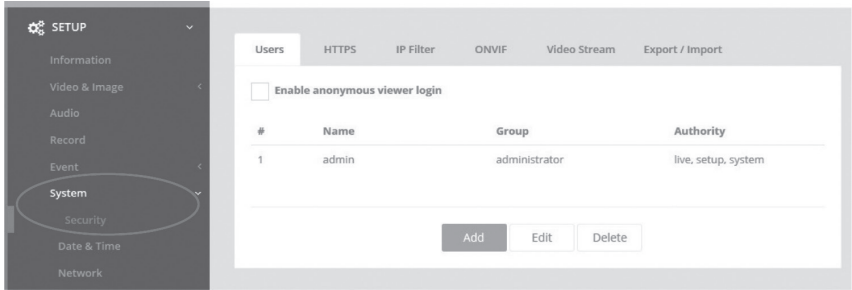 SETUP
Information
Video & Image
Audio
Record
Event
System
Security
Date & Time
Network
Users HTTPS IP Filter ONVIF Video Stream Export / Import
Enable anonymous viewer login
# Name Group Authority
1 admin administrator live, setup, system
Add Edit Delete